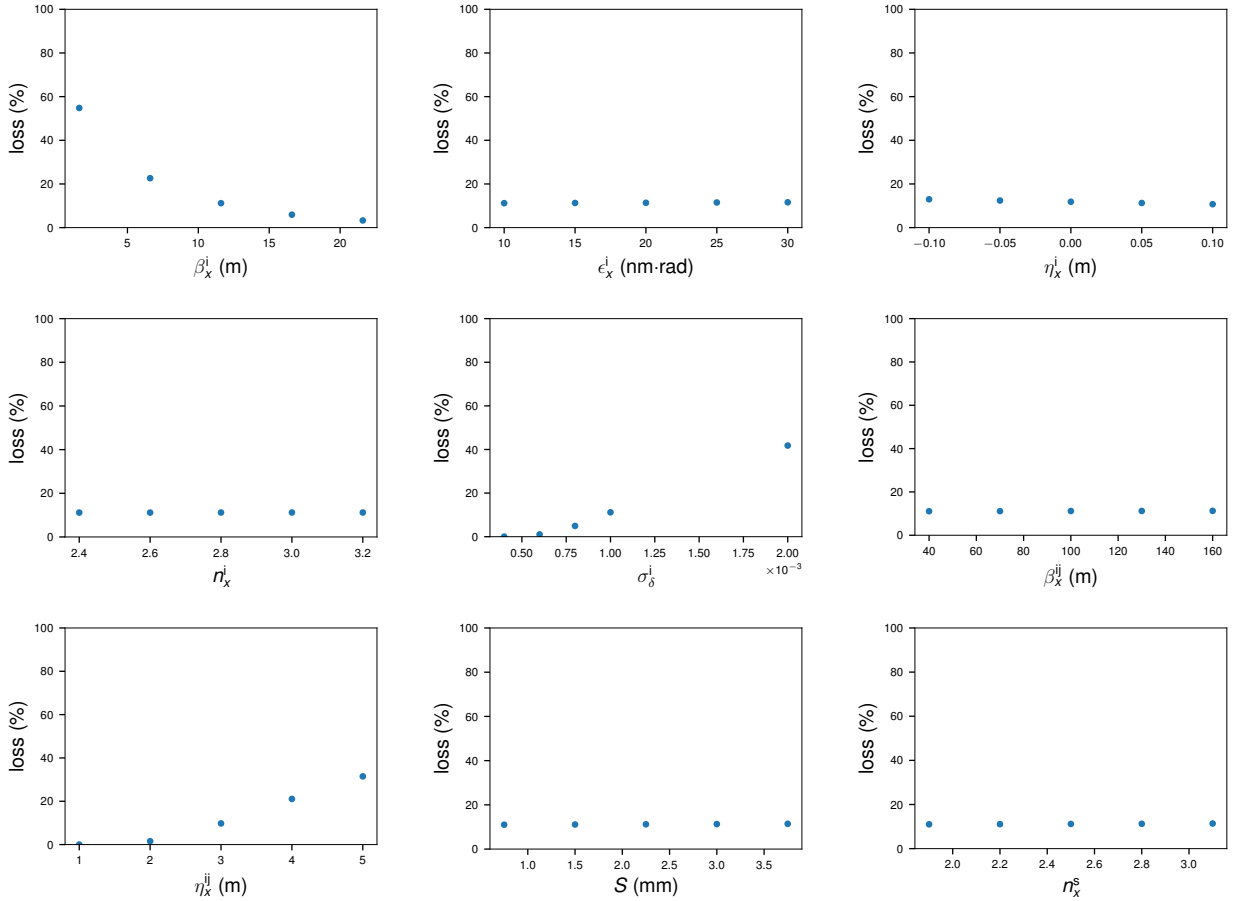 100
80
60
40
20
0
loss (%)
5 10 15 20
β_x^i (m)
100
80
60
40
20
0
loss (%)
10 15 20 25 30
ϵ_x^i (nm·rad)
100
80
60
40
20
0
loss (%)
−0.10 −0.05 0.00 0.05 0.10
η_x^i (m)
100
80
60
40
20
0
loss (%)
2.4 2.6 2.8 3.0 3.2
n_x^i
100
80
60
40
20
0
loss (%)
0.50 0.75 1.00 1.25 1.50 1.75 2.00
×10⁻³
σ_δ^i
100
80
60
40
20
0
loss (%)
40 60 80 100 120 140 160
β_x^ij (m)
100
80
60
40
20
0
loss (%)
1 2 3 4 5
η_x^ij (m)
100
80
60
40
20
0
loss (%)
1.0 1.5 2.0 2.5 3.0 3.5
S (mm)
100
80
60
40
20
0
loss (%)
2.0 2.2 2.4 2.6 2.8 3.0
n_x^s